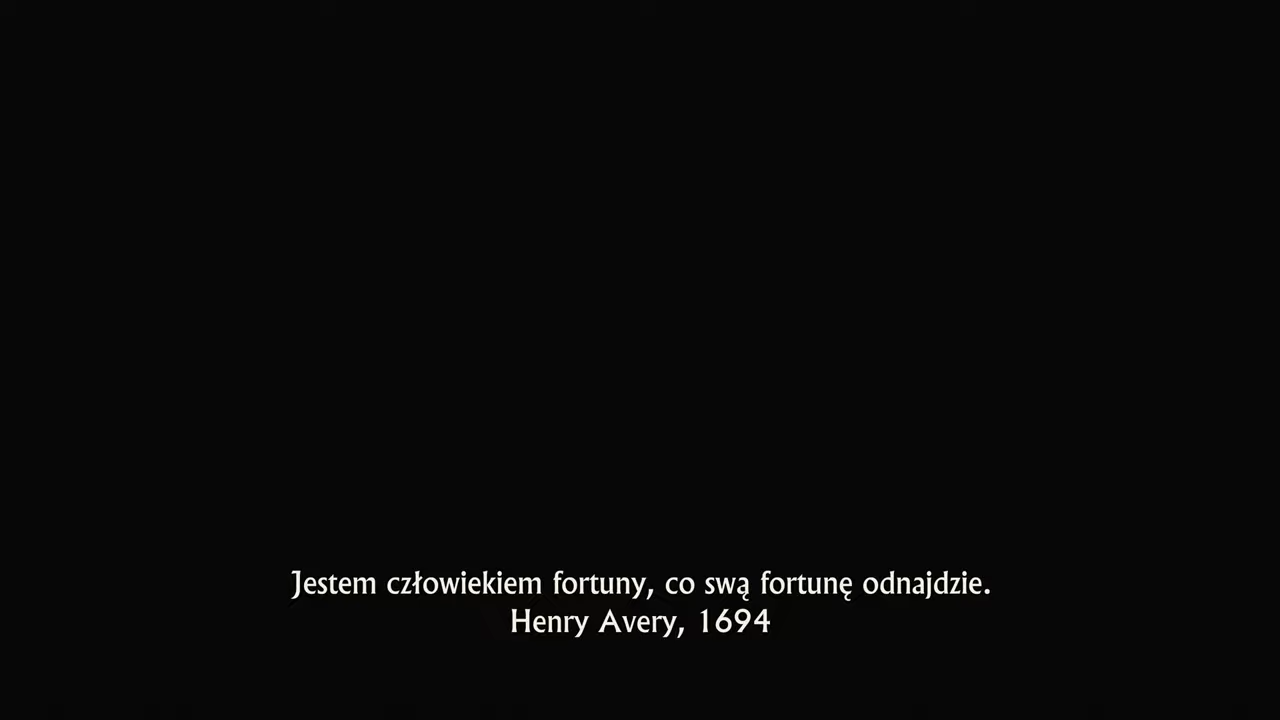 Jestem człowiekiem fortuny, co swą fortunę odnajdzie.
Henry Avery, 1694